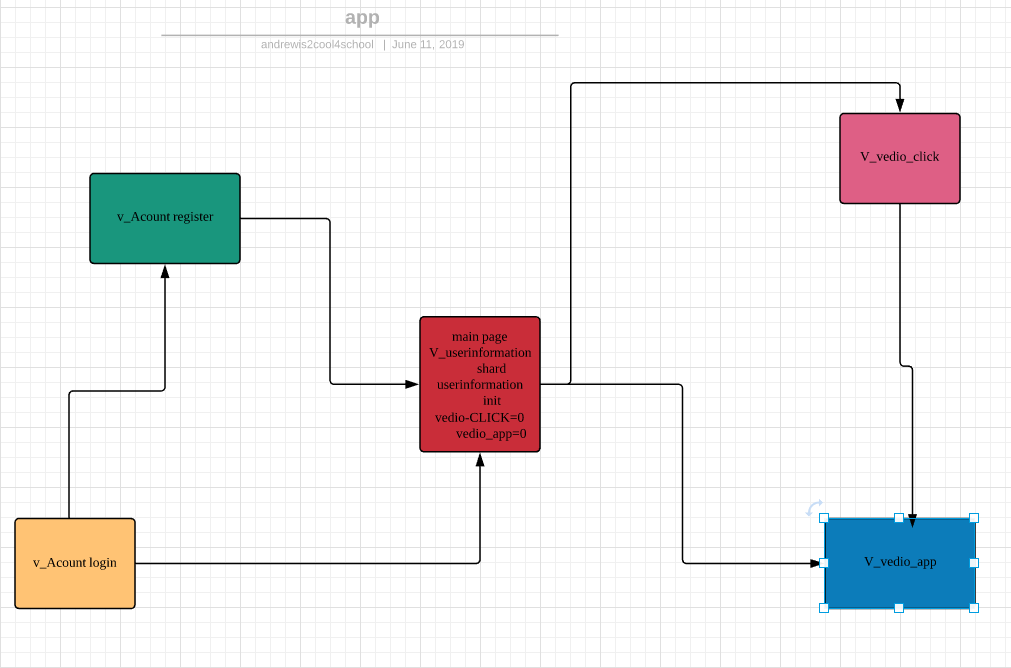 app
andrewis2cool4school | June 11, 2019
V_vedio_click
v_Acount register
main page
V_userinformation
shard
userinformation
init
vedio-CLICK=0
vedio_app=0
v_Acount login
V_vedio_app